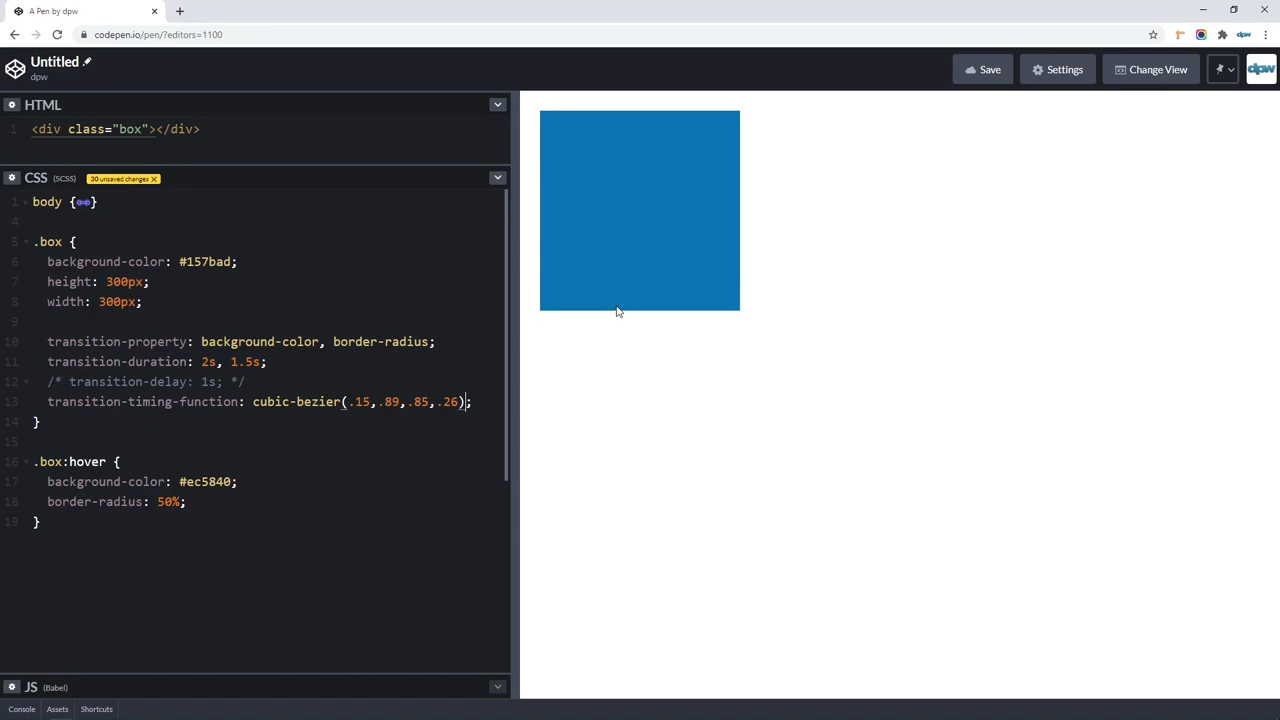 A Pen by dpw
codepen.io/pen/?editors=1100
dpw
Untitled
dpw
Save
Settings
Change View
dpw
HTML
1 <div class="box"></div>
CSS (SCSS) 30 unsaved changes X
1 body {}
4
5 .box {
6 background-color: #157bad;
7 height: 300px;
8 width: 300px;
9
10 transition-property: background-color, border-radius;
11 transition-duration: 2s, 1.5s;
12 /* transition-delay: 1s; */
13 transition-timing-function: cubic-bezier(.15,.89,.85,.26);
14 }
15
16 .box:hover {
17 background-color: #ec5840;
18 border-radius: 50%;
19 }
JS (Babel)
Console Assets Shortcuts